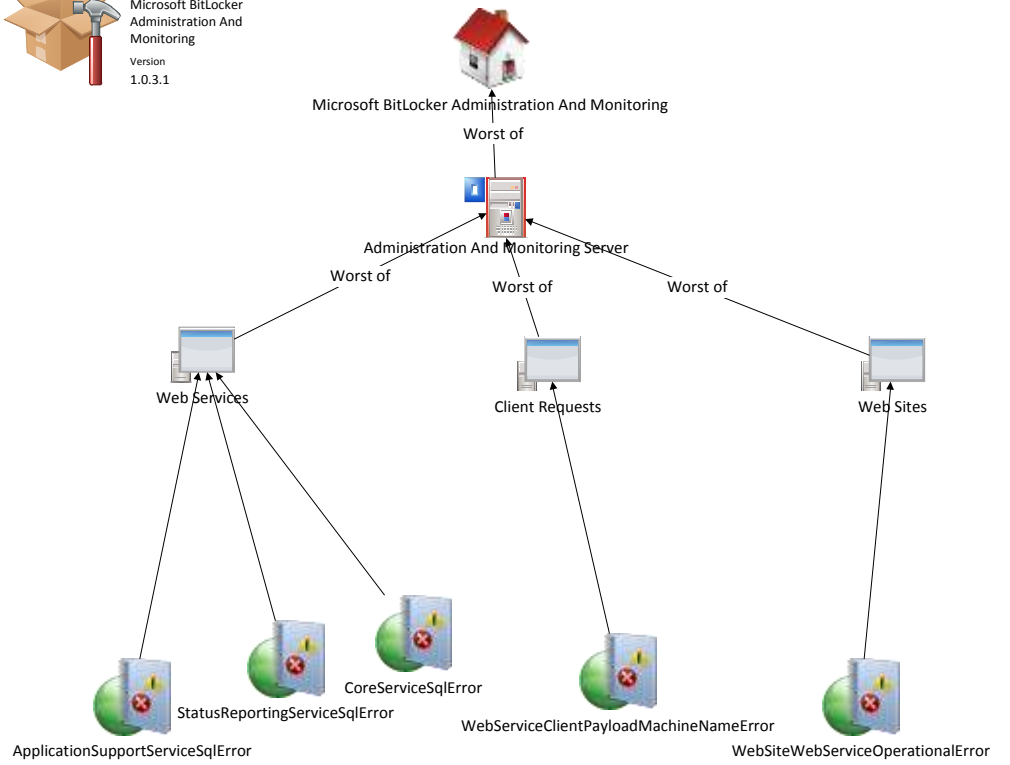 Microsoft BitLocker
Administration And
Monitoring
Version
1.0.3.1
Microsoft BitLocker Administration And Monitoring
Worst of
Administration And Monitoring Server
Worst of
Worst of
Worst of
Web Services
Client Requests
Web Sites
CoreServiceSqlError
StatusReportingServiceSqlError
WebServiceClientPayloadMachineNameError
ApplicationSupportServiceSqlError
WebSiteWebServiceOperationalError